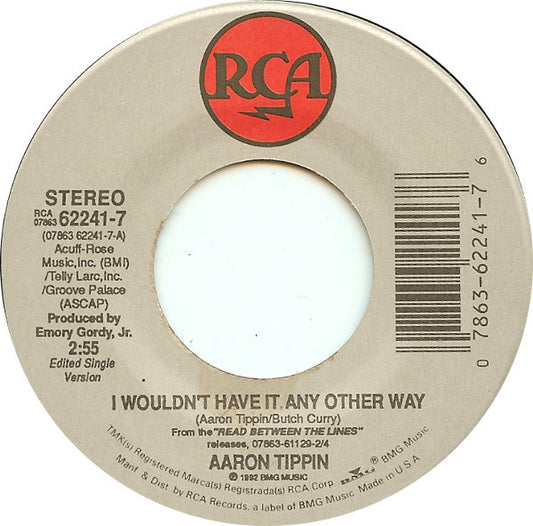 RCA
STEREO
RCA
07863 62241-7
(07863 62241-7-A)
Acuff-Rose
Music,Inc. (BMI)
/Telly Larc,Inc.
/Groove Palace
(ASCAP)
Produced by
Emory Gordy, Jr.
2:55
Edited Single
Version
0 7863-62241-7 6
I WOULDN'T HAVE IT ANY OTHER WAY
(Aaron Tippin/Butch Curry)
From the "READ BETWEEN THE LINES"
releases, 07863-61129-2/4
AARON TIPPIN
℗ 1992 BMG MUSIC
TMK(s) Registered Marca(s) Registrada(s) RCA Corp BMG BMG Music
Mant & Dist by RCA Records, a label of BMG Music Made in U S A